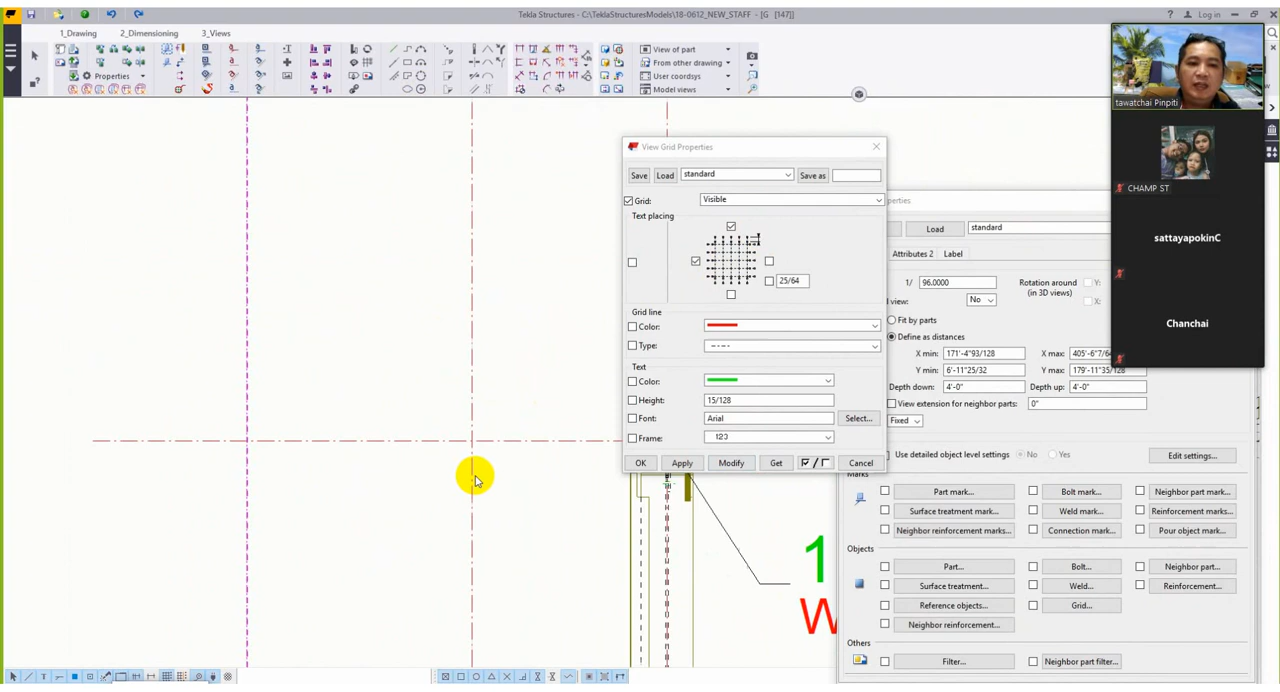 Tekla Structures - C:\TeklaStructuresModels\18-0612_NEW_STAFF - [G [147]]
Log in
1_Drawing
2_Dimensioning
3_Views
Properties
View of part
From other drawing
User coordsys
Model views
tawatchai Pinpiti
CHAMP ST
sattayapokinC
Chanchai
View Grid Properties
Save
Load
standard
Save as
Grid:
Visible
Text placing
25/64
Grid line
Color:
Type:
Text
Color:
Height:
15/128
Font:
Arial
Select...
Frame:
123
OK
Apply
Modify
Get
Cancel
Load
standard
Attributes 2
Label
1/
96.0000
Rotation around
(in 3D views)
Y:
X:
No
Fit by parts
Define as distances
X min:
171'-4"93/128
Y min:
6'-11"25/32
Y max:
179'-11"35/128
Depth down:
4'-0"
Depth up:
4'-0"
View extension for neighbor parts:
0"
Fixed
Use detailed object level settings
No
Yes
Edit settings...
Marks
Part mark...
Bolt mark...
Neighbor part mark...
Surface treatment mark...
Weld mark...
Reinforcement marks...
Neighbor reinforcement marks...
Connection mark...
Pour object mark...
Objects
Part...
Bolt...
Neighbor part...
Surface treatment...
Weld...
Reinforcement...
Reference objects...
Grid...
Neighbor reinforcement...
Others
Filter...
Neighbor part filter...
1
W